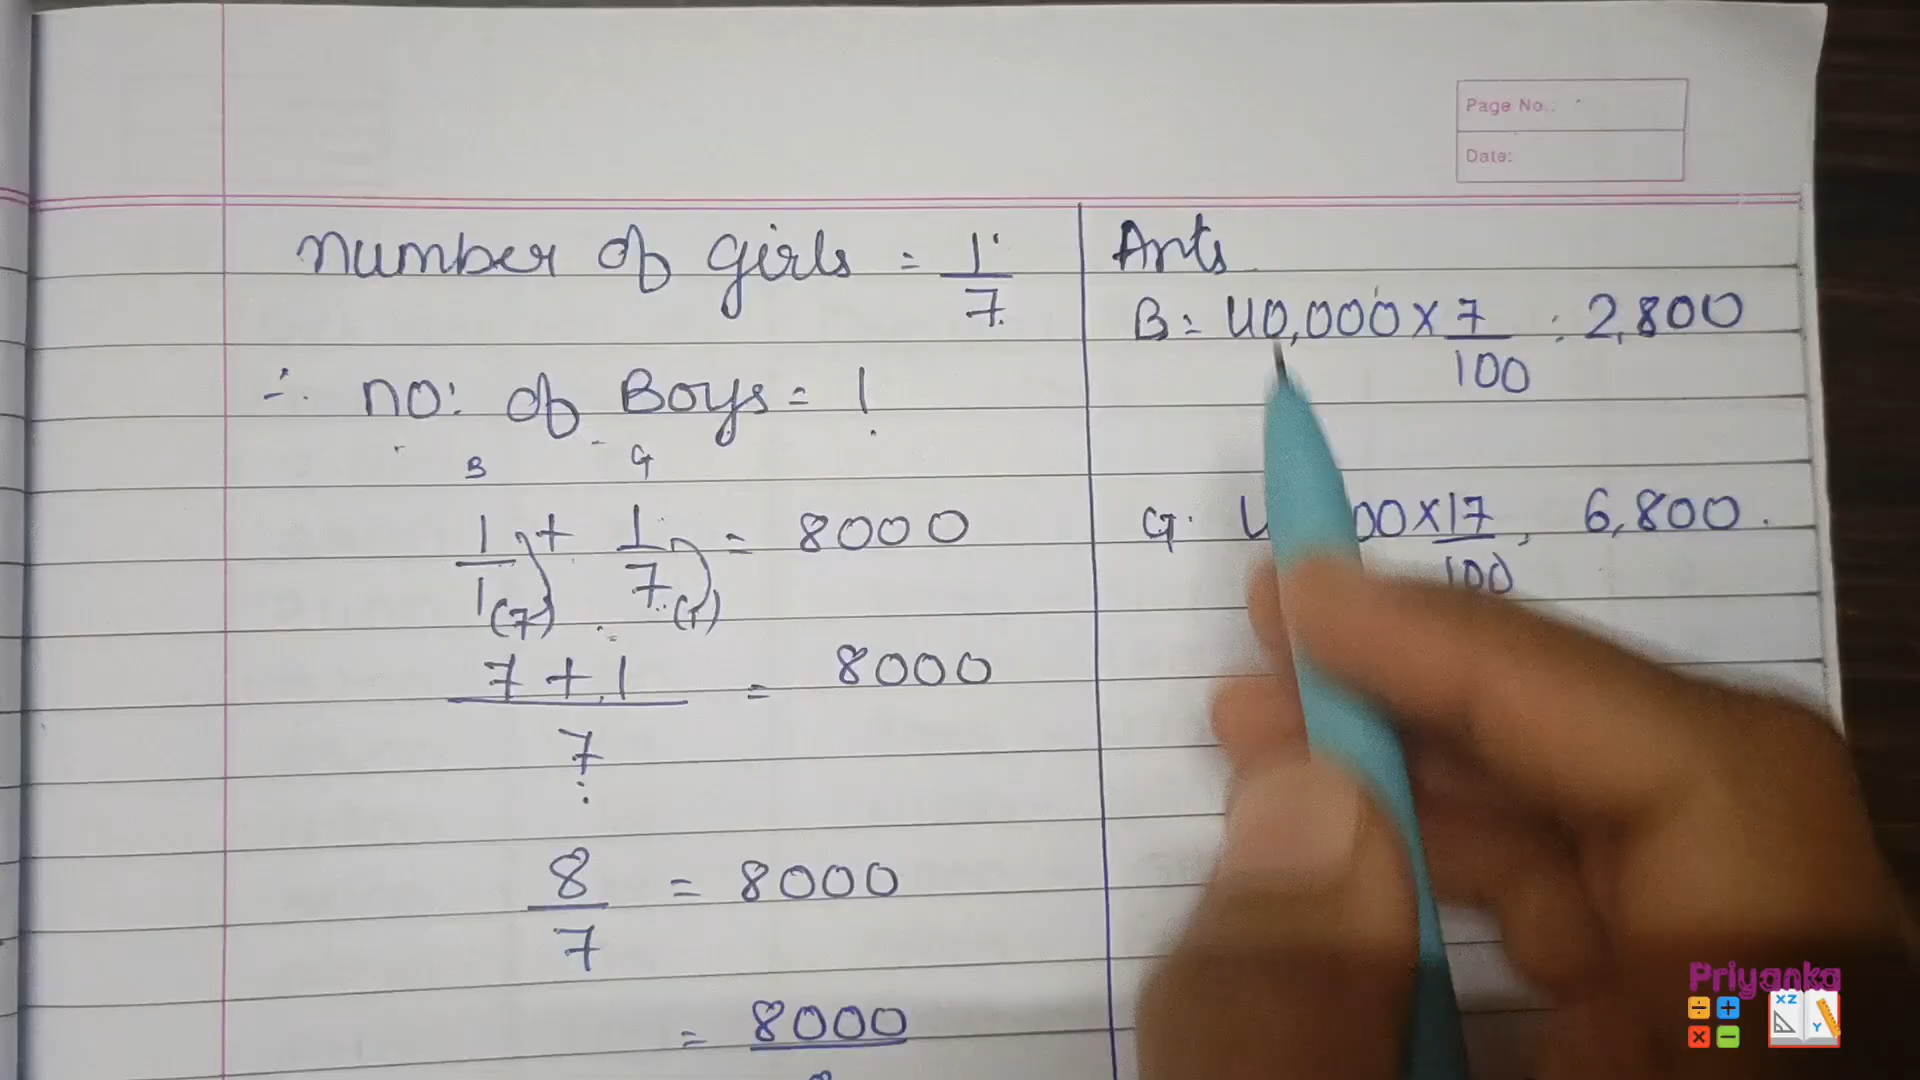 Page No.:
Date:
Number of girls = 1/7
∴ no: of Boys = 1
B G
1/1(7) + 1/7(1) = 8000
7 + 1 / 7 = 8000
8/7 = 8000
= 8000
Arts
B = 40,000 × 7/100 : 2,800
G. 00 × 17/100, 6,800.
Priyanka
XZ
Y